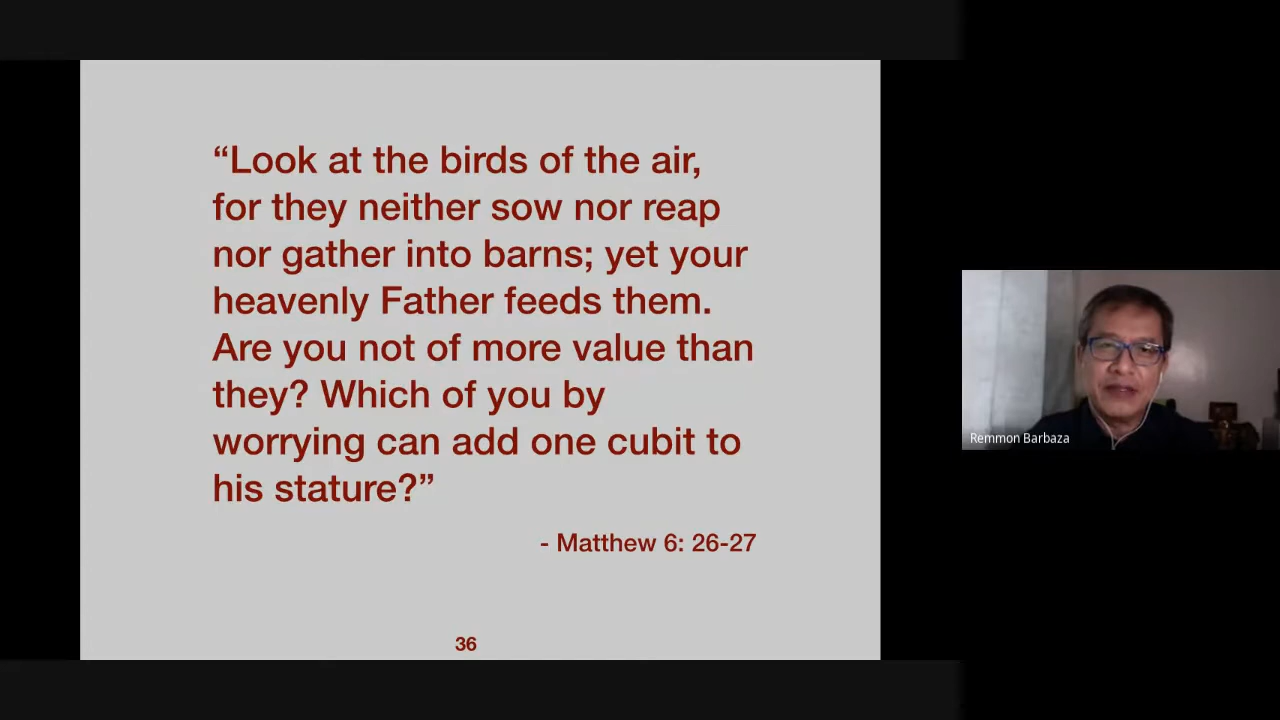 “Look at the birds of the air,
for they neither sow nor reap
nor gather into barns; yet your
heavenly Father feeds them.
Are you not of more value than
they? Which of you by
worrying can add one cubit to
his stature?”
- Matthew 6: 26-27
36
Remmon Barbaza